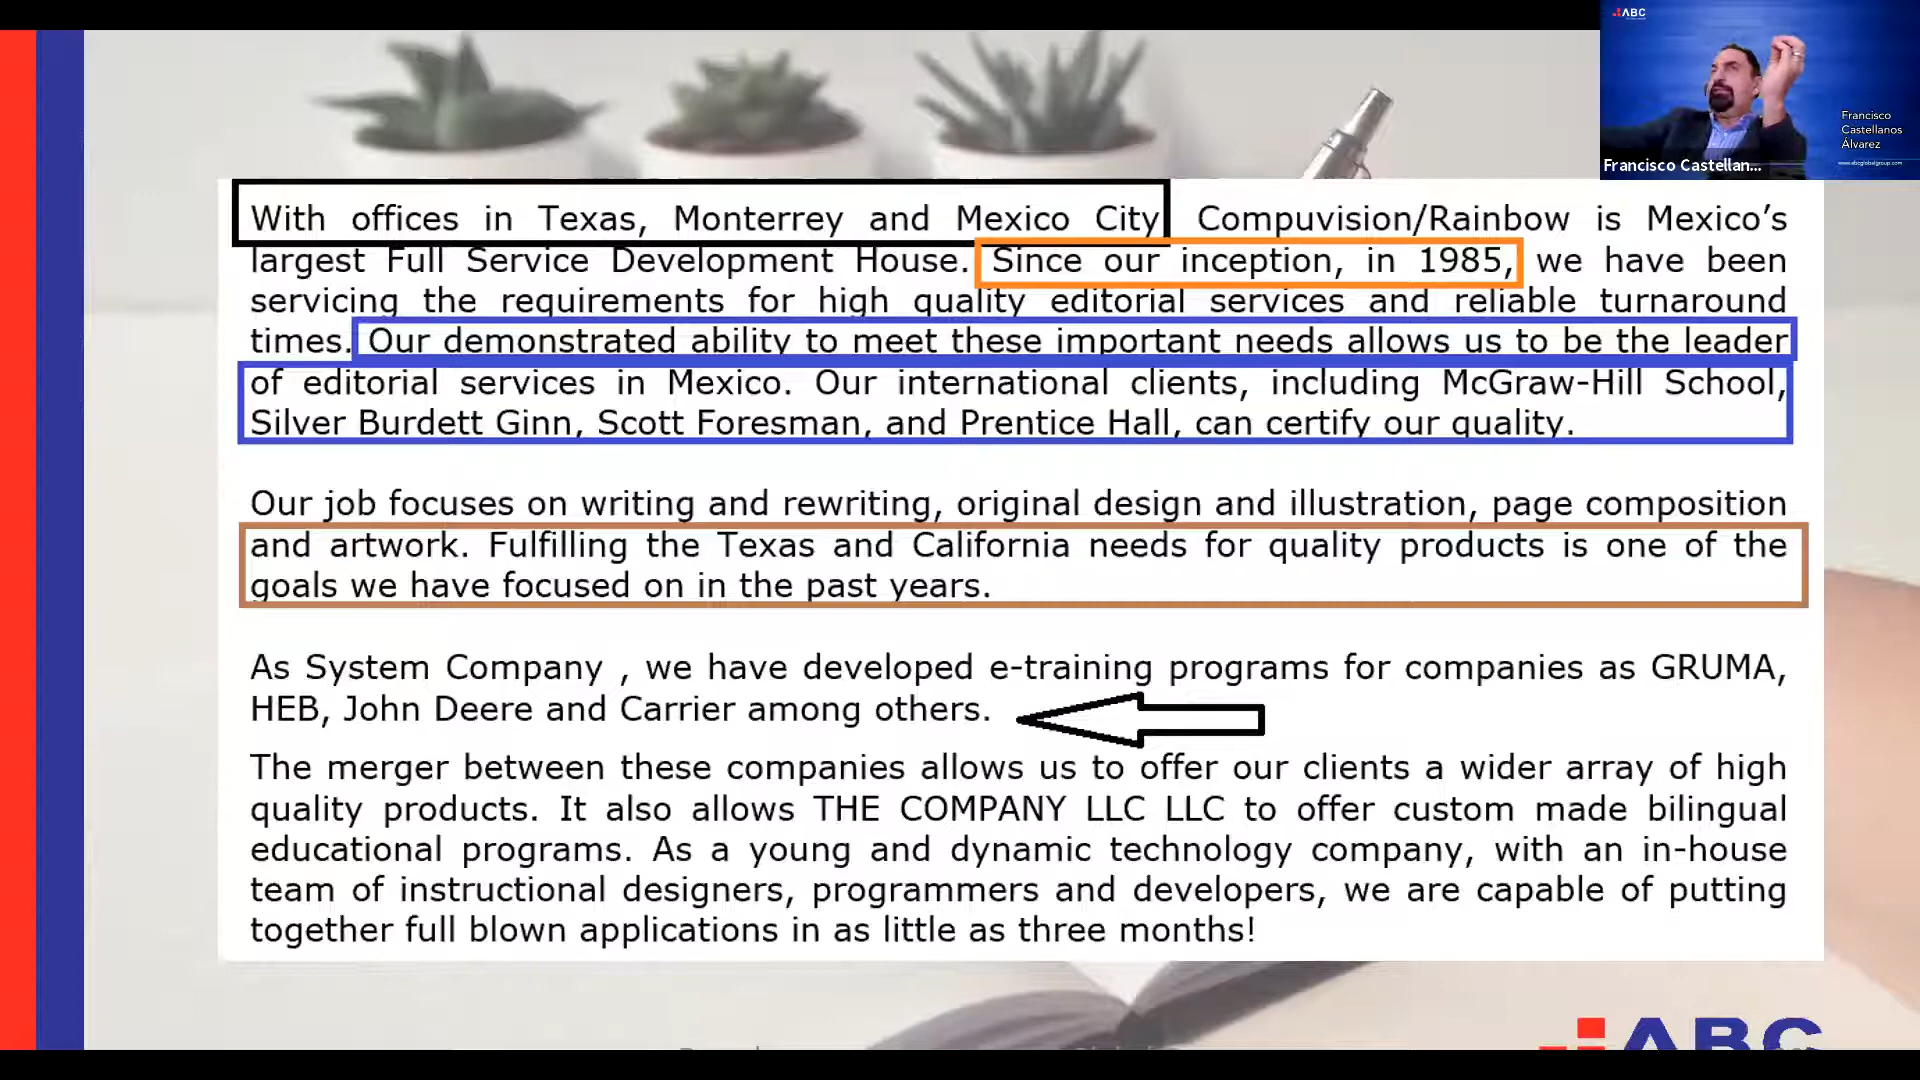 ABC
Francisco
Castellanos
Álvarez
www.abcglobalgroup.com
Francisco Castellan...
With offices in Texas, Monterrey and Mexico City Compuvision/Rainbow is Mexico’s
largest Full Service Development House. Since our inception, in 1985, we have been
servicing the requirements for high quality editorial services and reliable turnaround
times. Our demonstrated ability to meet these important needs allows us to be the leader
of editorial services in Mexico. Our international clients, including McGraw-Hill School,
Silver Burdett Ginn, Scott Foresman, and Prentice Hall, can certify our quality.
Our job focuses on writing and rewriting, original design and illustration, page composition
and artwork. Fulfilling the Texas and California needs for quality products is one of the
goals we have focused on in the past years.
As System Company , we have developed e-training programs for companies as GRUMA,
HEB, John Deere and Carrier among others.
The merger between these companies allows us to offer our clients a wider array of high
quality products. It also allows THE COMPANY LLC LLC to offer custom made bilingual
educational programs. As a young and dynamic technology company, with an in-house
team of instructional designers, programmers and developers, we are capable of putting
together full blown applications in as little as three months!
ABC